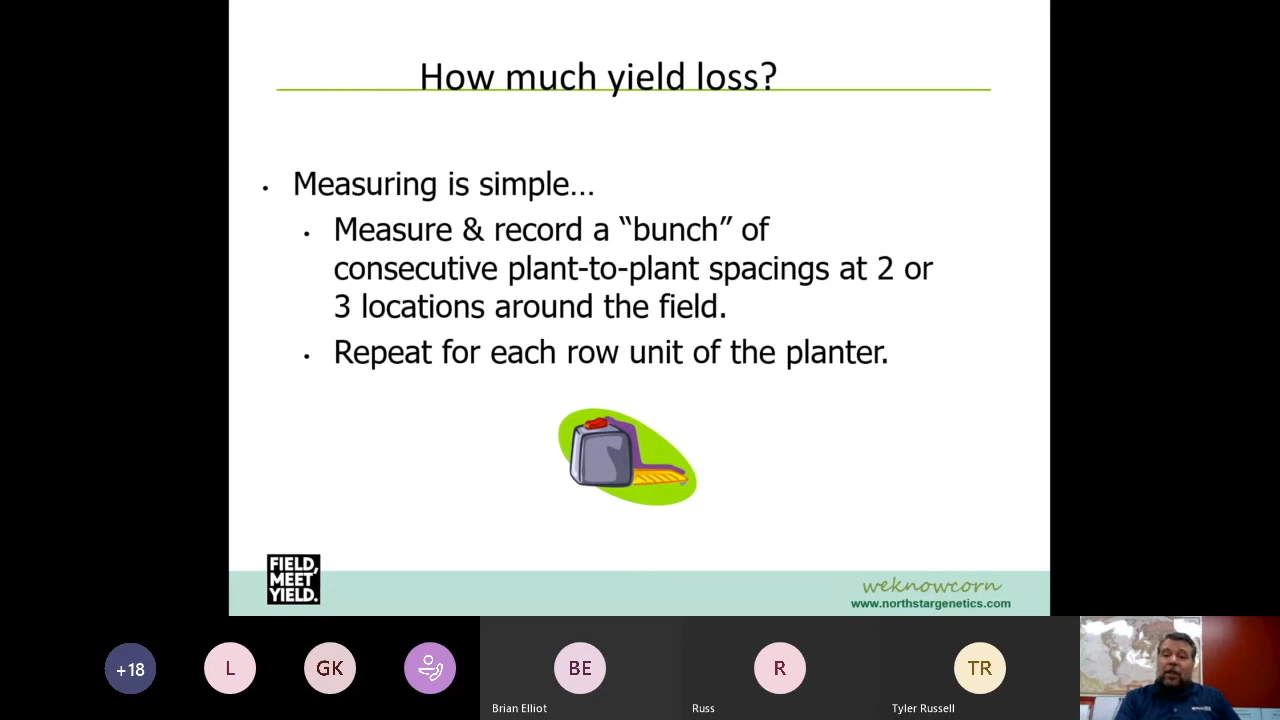 How much yield loss?
• Measuring is simple…
• Measure & record a “bunch” of
consecutive plant-to-plant spacings at 2 or
3 locations around the field.
• Repeat for each row unit of the planter.
FIELD,
MEET
YIELD.
weknowcorn
www.northstargenetics.com
+18
L
GK
BE
R
TR
Brian Elliot
Russ
Tyler Russell